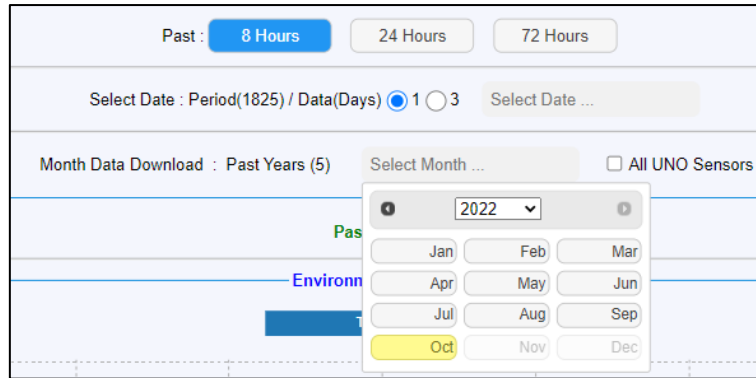 Past : 8 Hours 24 Hours 72 Hours
Select Date : Period(1825) / Data(Days) 1 3 Select Date ...
Month Data Download : Past Years (5) Select Month ... All UNO Sensors
2022
Pas
Jan Feb Mar
Environm
Apr May Jun
Jul Aug Sep
T
Oct Nov Dec